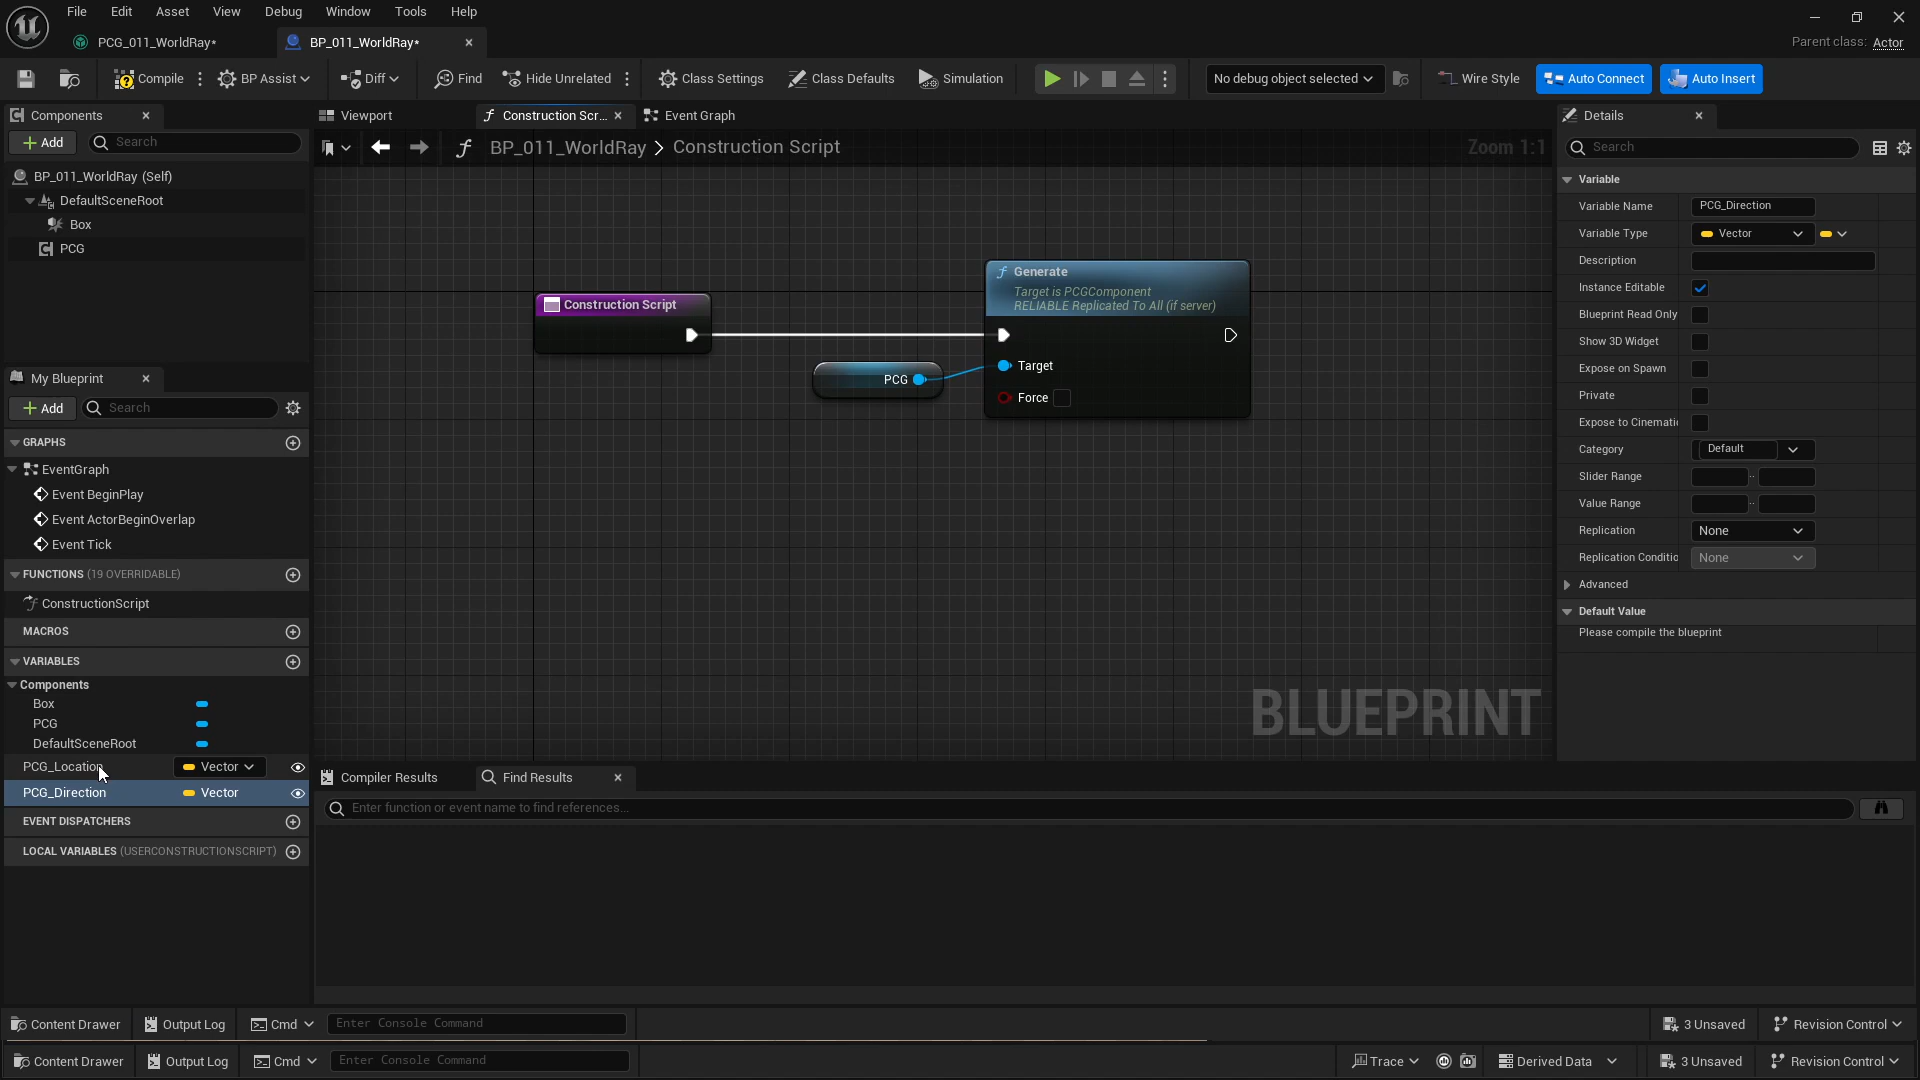 File Edit Asset View Debug Window Tools Help
PCG_011_WorldRay*
BP_011_WorldRay*
Parent class: Actor
Compile
BP Assist
Diff
Find
Hide Unrelated
Class Settings
Class Defaults
Simulation
No debug object selected
Wire Style
Auto Connect
Auto Insert
Components
Add
Search
BP_011_WorldRay (Self)
DefaultSceneRoot
Box
PCG
My Blueprint
Add
Search
GRAPHS
EventGraph
Event BeginPlay
Event ActorBeginOverlap
Event Tick
FUNCTIONS (19 OVERRIDABLE)
ConstructionScript
MACROS
VARIABLES
Components
Box
PCG
DefaultSceneRoot
PCG_Location Vector
PCG_Direction Vector
EVENT DISPATCHERS
LOCAL VARIABLES (USERCONSTRUCTIONSCRIPT)
Viewport
Construction Scr...
Event Graph
BP_011_WorldRay > Construction Script
Zoom 1:1
Construction Script
PCG
Generate
Target is PCGComponent
RELIABLE Replicated To All (if server)
Target
Force
BLUEPRINT
Compiler Results
Find Results
Enter function or event name to find references...
Details
Search
Variable
Variable Name PCG_Direction
Variable Type Vector
Description
Instance Editable
Blueprint Read Only
Show 3D Widget
Expose on Spawn
Private
Expose to Cinematic
Category Default
Slider Range
Value Range
Replication None
Replication Conditio None
Advanced
Default Value
Please compile the blueprint
Content Drawer Output Log Cmd Enter Console Command 3 Unsaved Revision Control
Content Drawer Output Log Cmd Enter Console Command Trace Derived Data 3 Unsaved Revision Control